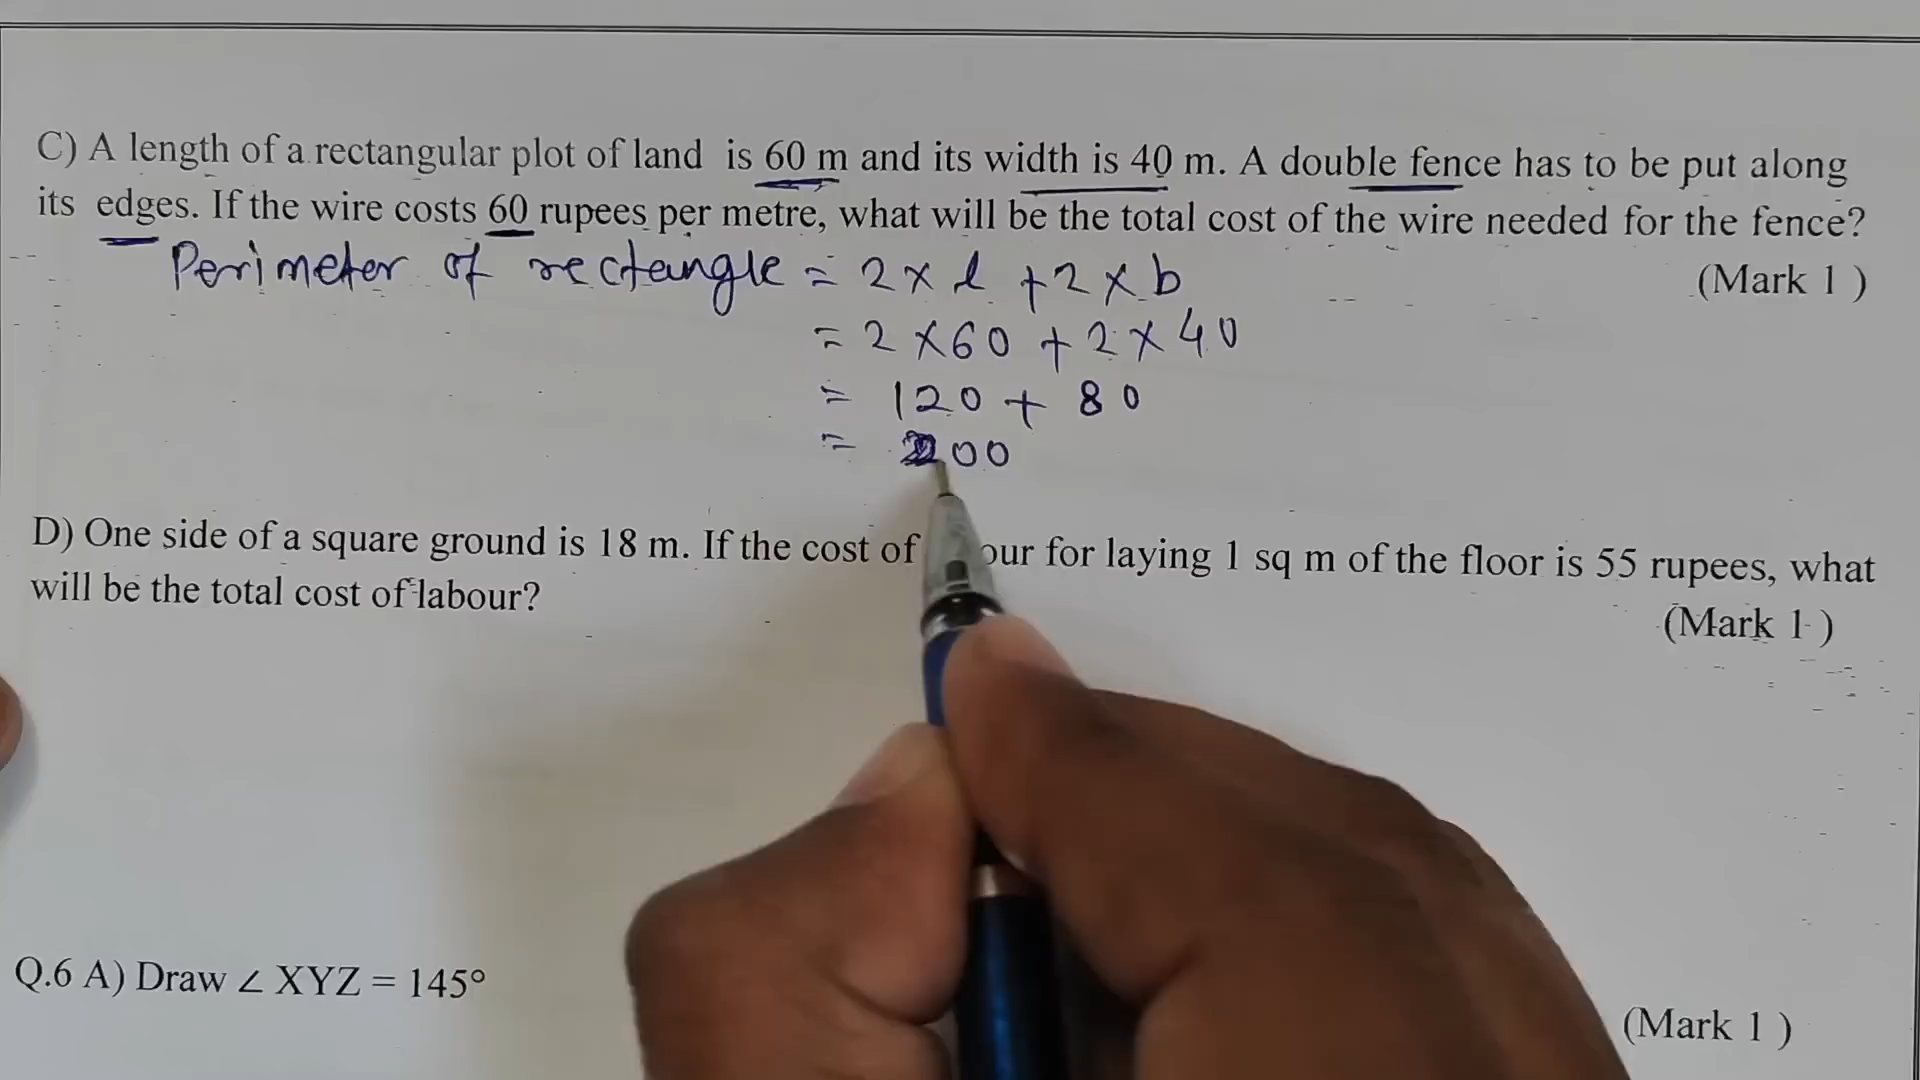 C) A length of a rectangular plot of land is 60 m and its width is 40 m. A double fence has to be put along
its edges. If the wire costs 60 rupees per metre, what will be the total cost of the wire needed for the fence?
Perimeter of rectangle = 2 × l + 2 × b
(Mark 1 )
= 2 × 60 + 2 × 40
= 120 + 80
= 200
D) One side of a square ground is 18 m. If the cost of our for laying 1 sq m of the floor is 55 rupees, what
will be the total cost of labour?
(Mark 1 )
Q.6 A) Draw ∠ XYZ = 145°
(Mark 1 )